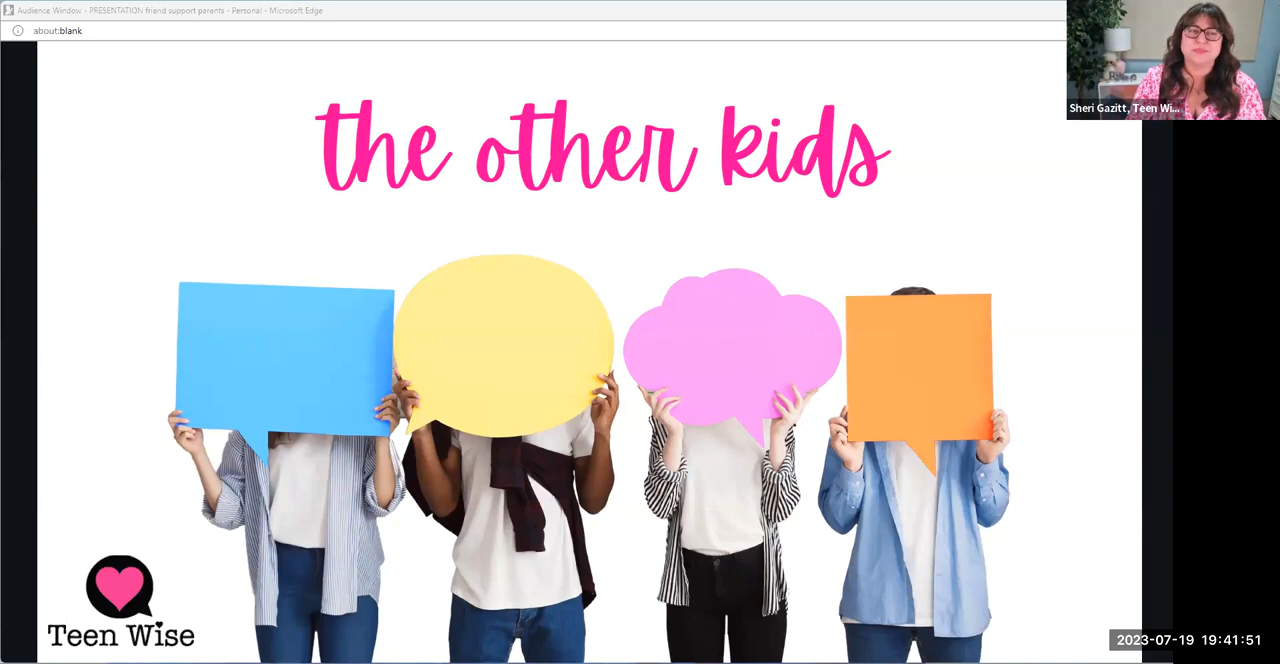 Audience Window - PRESENTATION friend support parents - Personal - Microsoft Edge
about:blank
Sheri Gazitt, Teen Wi...
the other kids
Teen Wise
2023-07-19 19:41:51